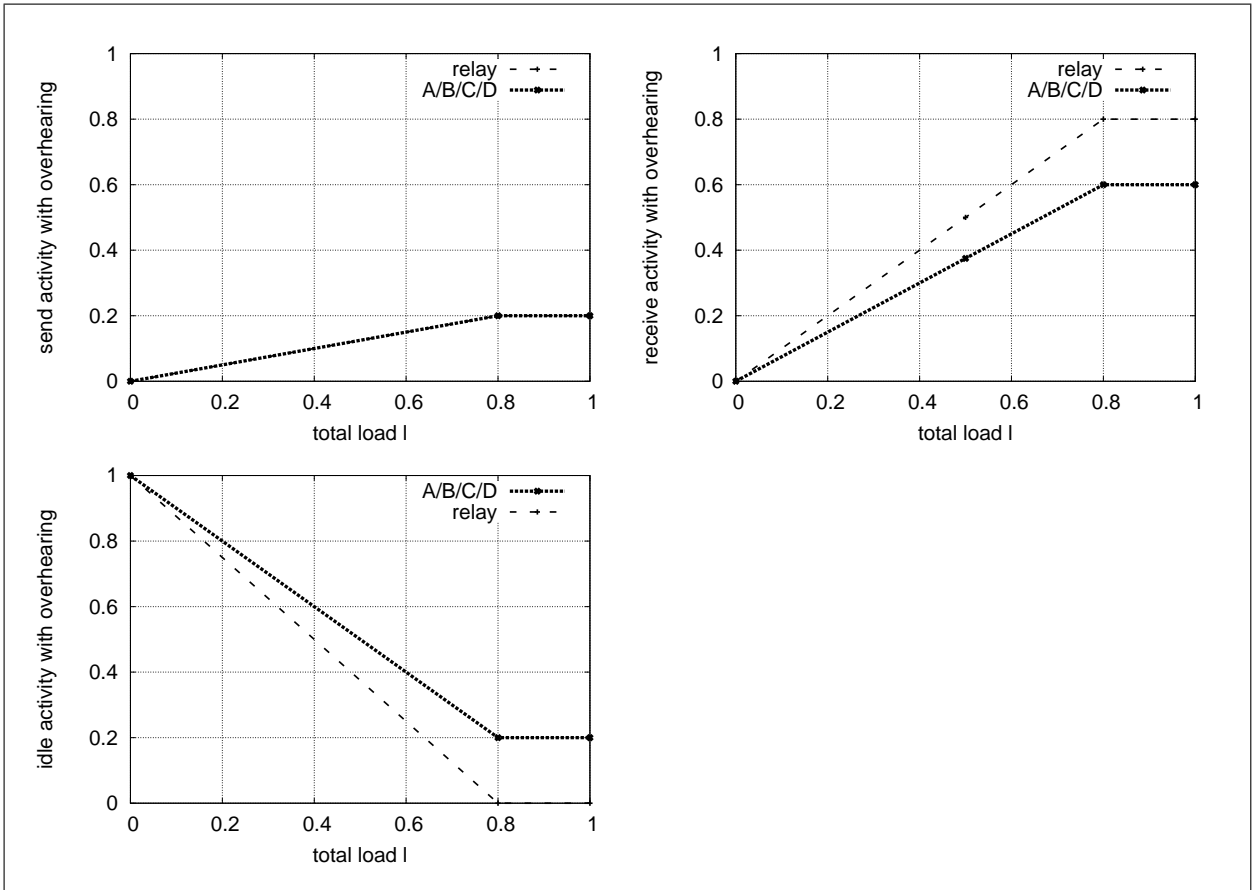 send activity with overhearing
1
0.8
0.6
0.4
0.2
0
relay
A/B/C/D
0 0.2 0.4 0.6 0.8 1
total load l
receive activity with overhearing
1
0.8
0.6
0.4
0.2
0
relay
A/B/C/D
0 0.2 0.4 0.6 0.8 1
total load l
idle activity with overhearing
1
0.8
0.6
0.4
0.2
0
A/B/C/D
relay
0 0.2 0.4 0.6 0.8 1
total load l